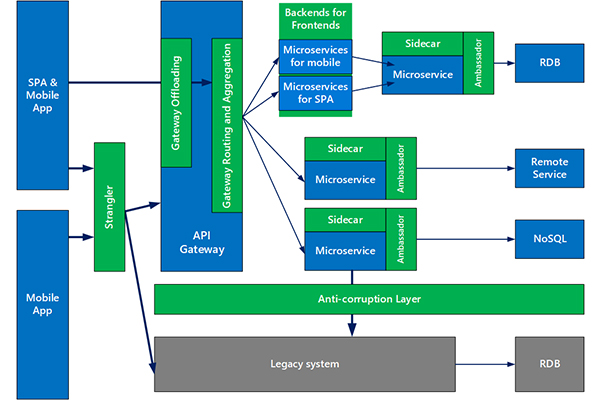 SPA &
Mobile
App
Mobile
App
Strangler
Gateway Offloading
Gateway Routing and Aggregation
API
Gateway
Backends for
Frontends
Microservices
for mobile
Microservices
for SPA
Sidecar
Microservice
Ambassador
RDB
Sidecar
Microservice
Ambassador
Remote
Service
Sidecar
Microservice
Ambassador
NoSQL
Anti-corruption Layer
Legacy system
RDB